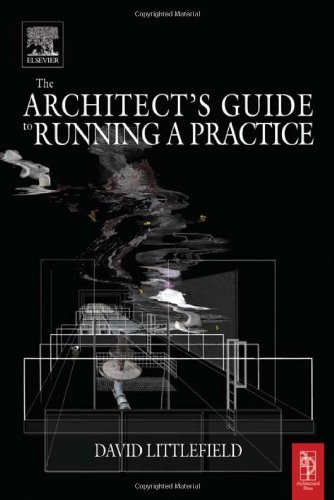 ELSEVIER
The
ARCHITECT'S GUIDE
to RUNNING A PRACTICE
DAVID LITTLEFIELD
Architectural
Press